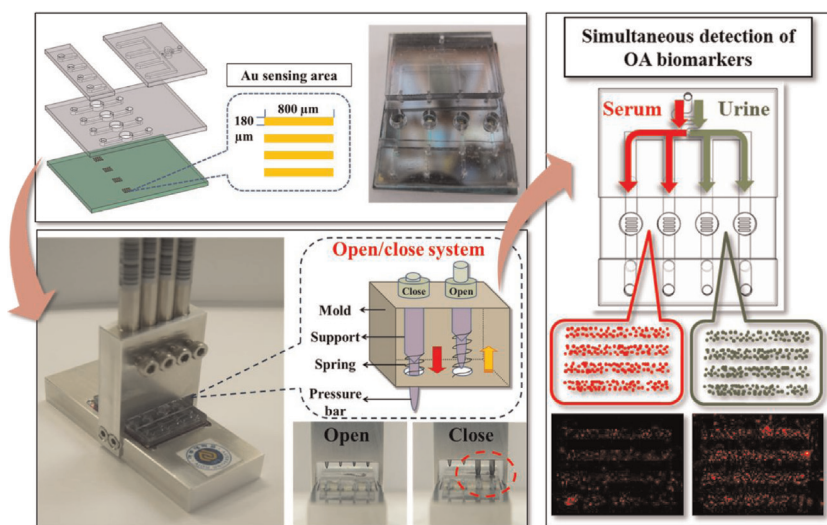 Au sensing area
800 µm
180
µm
Open/close system
Close
Open
Mold
Support
Spring
Pressure
bar
Open
Close
Simultaneous detection of
OA biomarkers
Serum
Urine